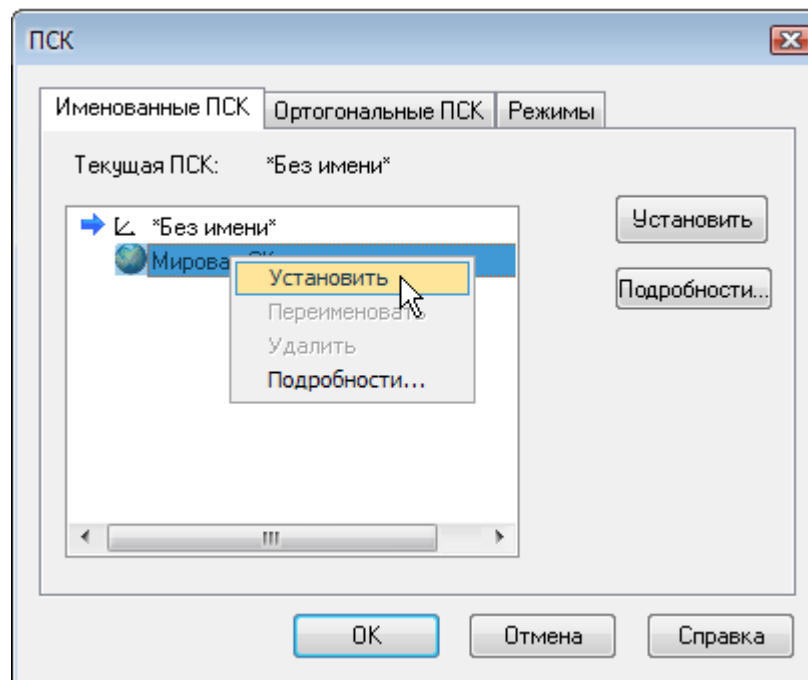 ПСК
Именованные ПСК Ортогональные ПСК Режимы
Текущая ПСК: *Без имени*
*Без имени*
Установить
Установить
Переименовать
Подробности...
Удалить
Подробности...
ОК Отмена Справка